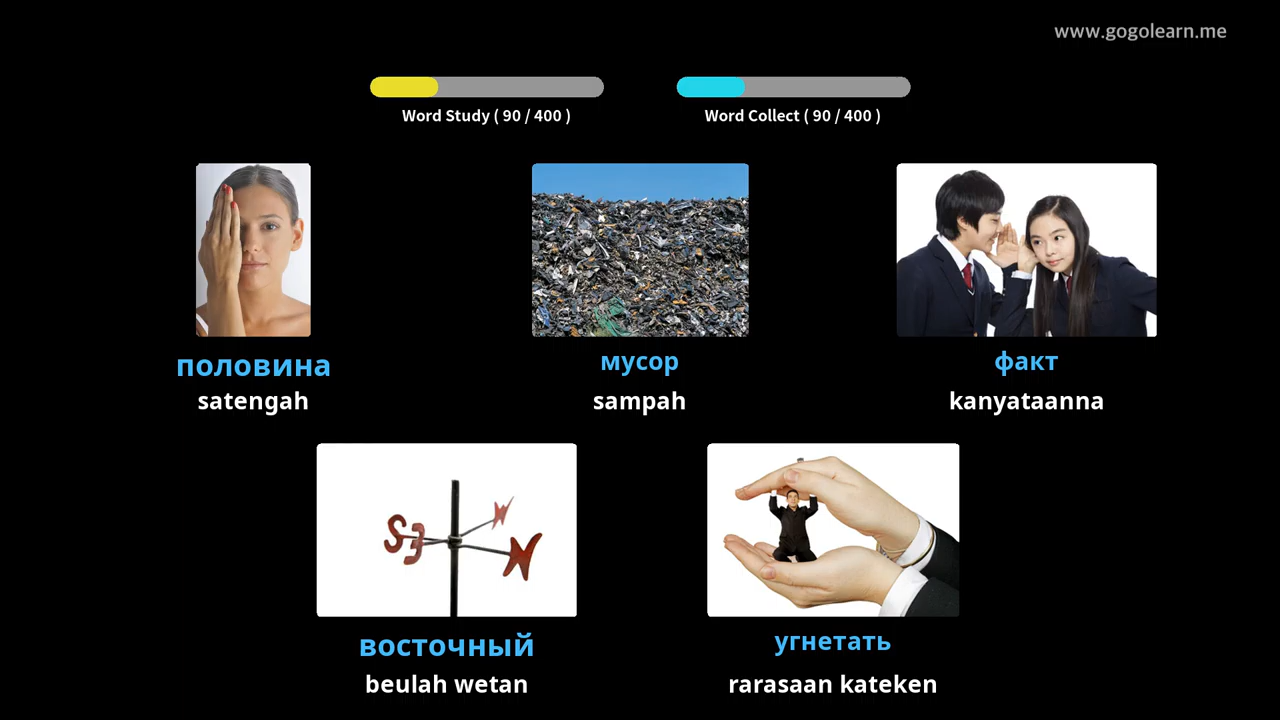 www.gogolearn.me
Word Study ( 90 / 400 )
Word Collect ( 90 / 400 )
половина
satengah
мусор
sampah
факт
kanyataanna
S
E
N
W
восточный
beulah wetan
угнетать
rarasaan kateken